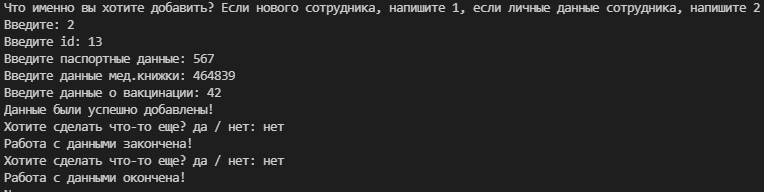 Что именно вы хотите добавить? Если нового сотрудника, напишите 1, если личные данные сотрудника, напишите 2
Введите: 2
Введите id: 13
Введите паспортные данные: 567
Введите данные мед.книжки: 464839
Введите данные о вакцинации: 42
Данные были успешно добавлены!
Хотите сделать что-то еще? да / нет: нет
Работа с данными закончена!
Хотите сделать что-то еще? да / нет: нет
Работа с данными окончена!